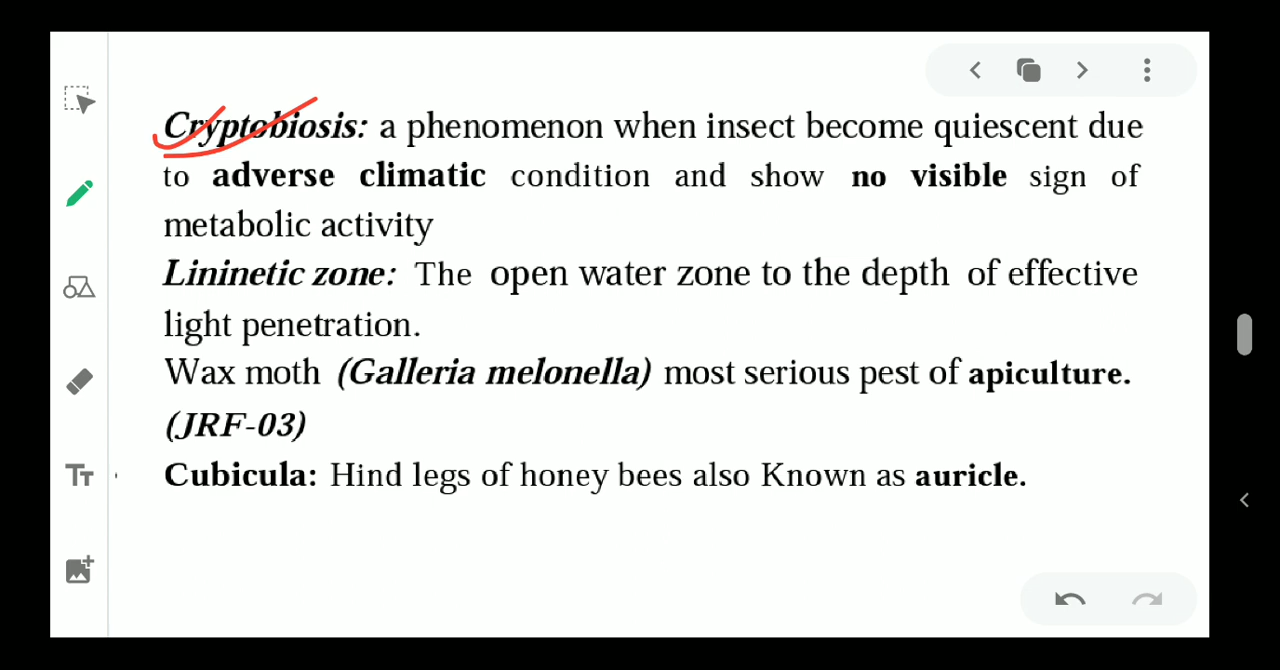 Cryptobiosis: a phenomenon when insect become quiescent due
to adverse climatic condition and show no visible sign of
metabolic activity
Lininetic zone: The open water zone to the depth of effective
light penetration.
Wax moth (Galleria melonella) most serious pest of apiculture.
(JRF-03)
Cubicula: Hind legs of honey bees also Known as auricle.
TT